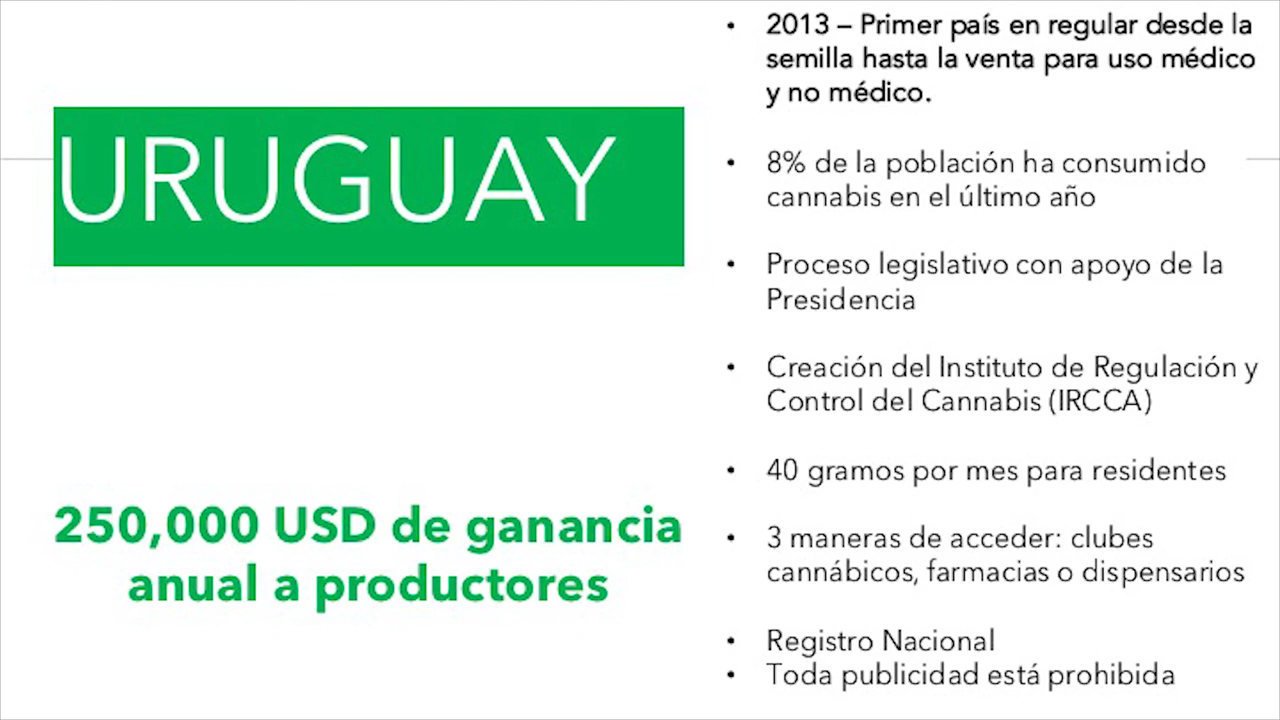 URUGUAY
250,000 USD de ganancia
anual a productores
• 2013 – Primer país en regular desde la
semilla hasta la venta para uso médico
y no médico.
• 8% de la población ha consumido
cannabis en el último año
• Proceso legislativo con apoyo de la
Presidencia
• Creación del Instituto de Regulación y
Control del Cannabis (IRCCA)
• 40 gramos por mes para residentes
• 3 maneras de acceder: clubes
cannábicos, farmacias o dispensarios
• Registro Nacional
• Toda publicidad está prohibida